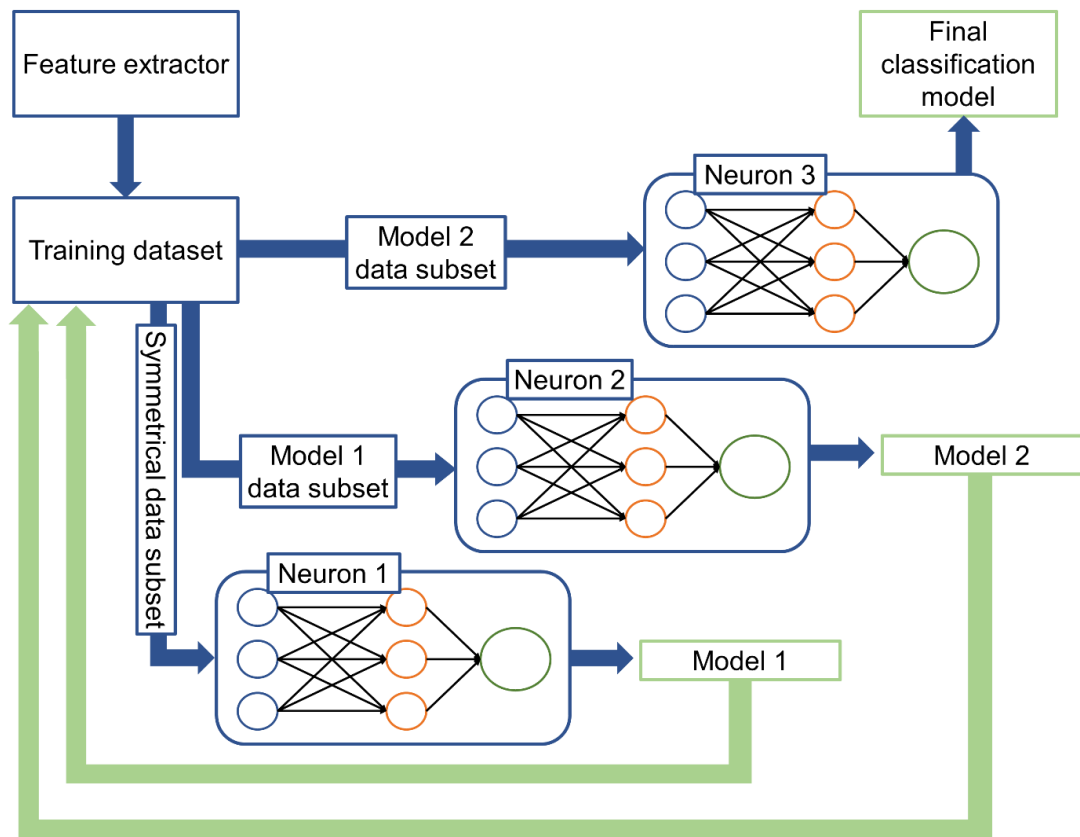 Feature extractor
Final
classification
model
Neuron 3
Training dataset
Model 2
data subset
Symmetrical data subset
Neuron 2
Model 1
data subset
Model 2
Neuron 1
Model 1